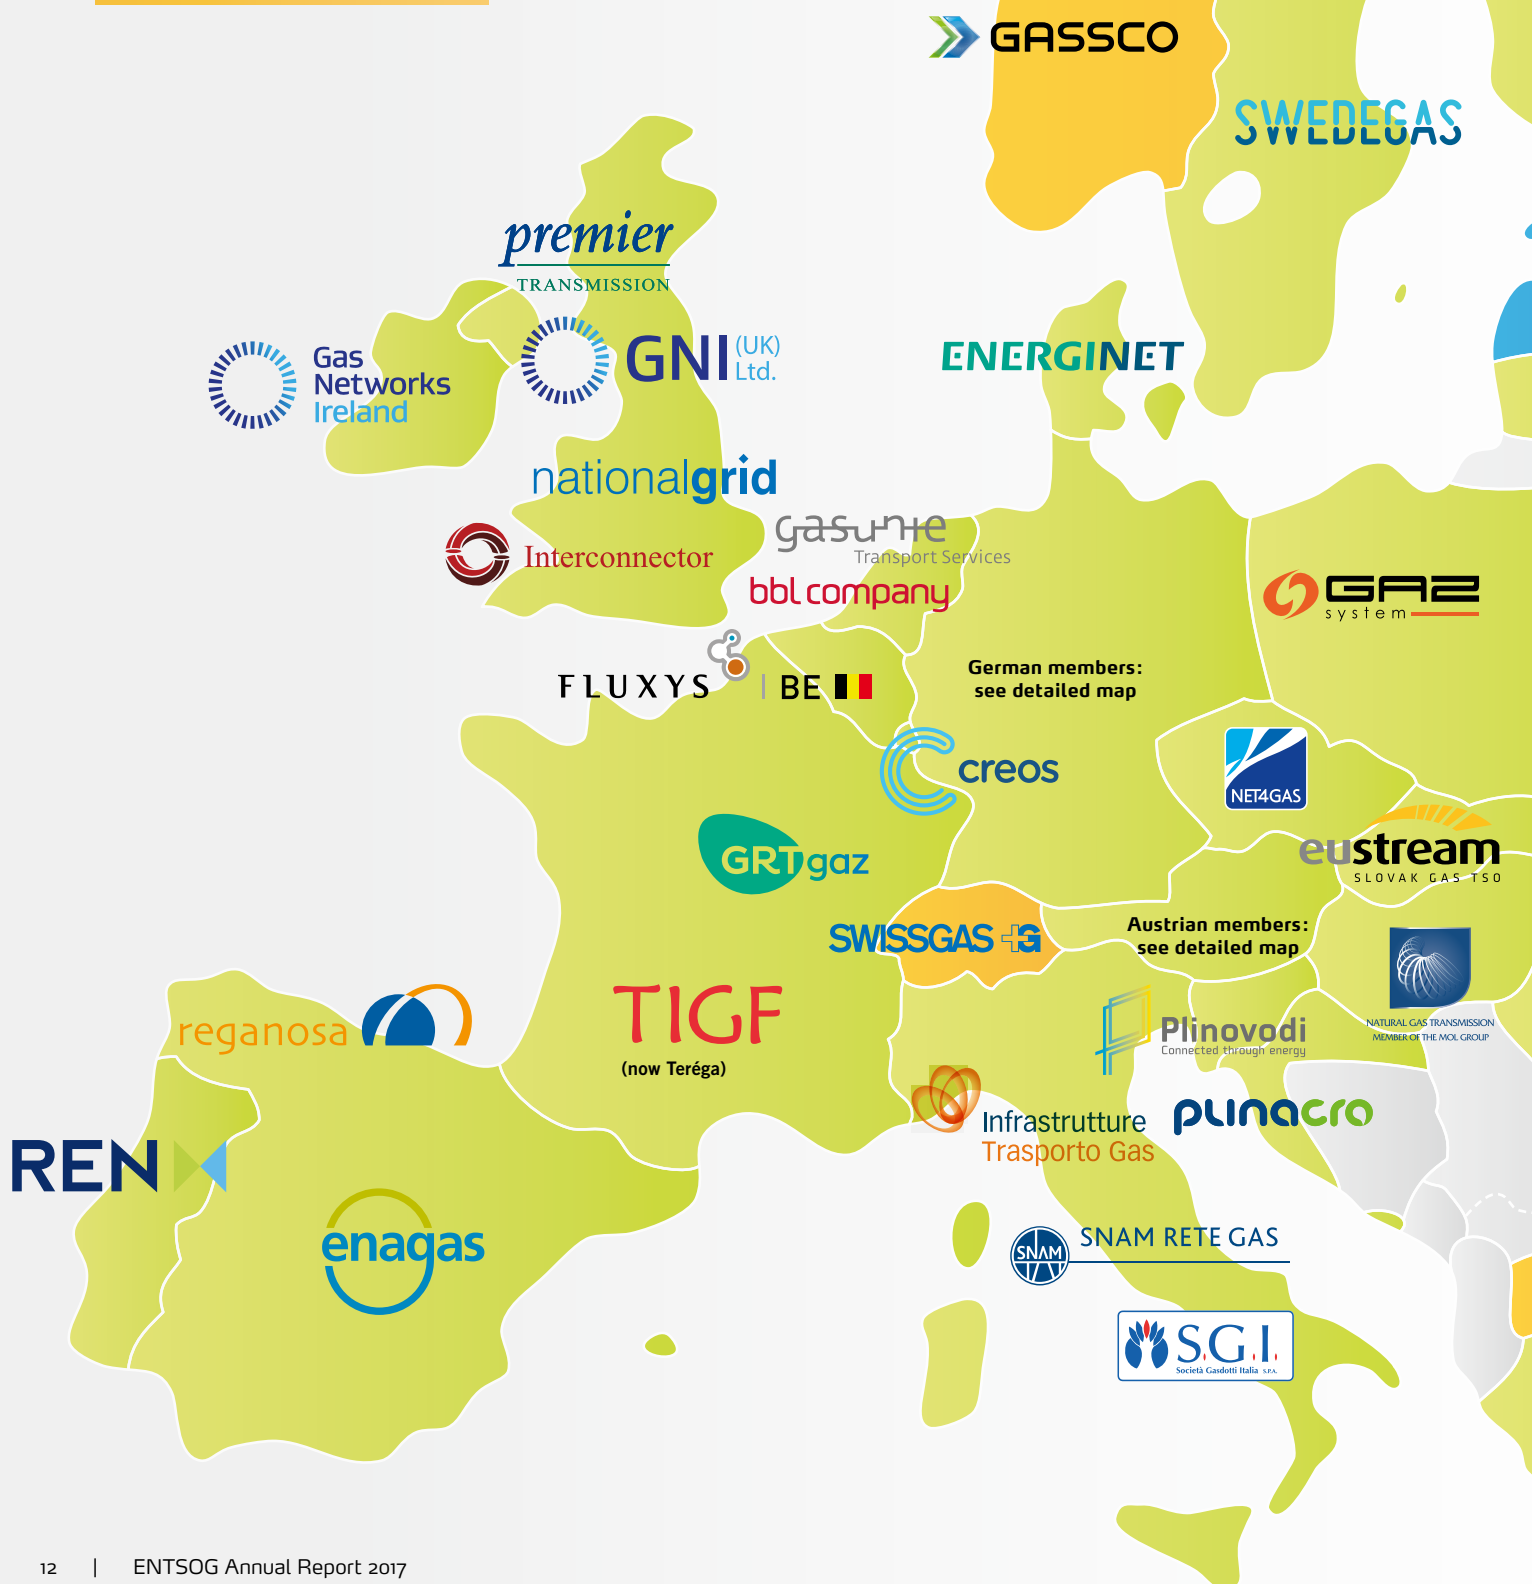 GASSCO
SWEDEGAS
premier
TRANSMISSION
GNI (UK)
Ltd.
Gas
Networks
Ireland
ENERGINET
nationalgrid
gasunie
Transport Services
Interconnector
bbl company
GAZ
system
FLUXYS | BE
German members:
see detailed map
creos
NET4GAS
eustream
SLOVAK GAS TSO
GRTgaz
SWISSGAS G
Austrian members:
see detailed map
reganosa
TIGF
(now Teréga)
Plinovodi
Connected through energy
NATURAL GAS TRANSMISSION
MEMBER OF THE MOL GROUP
Infrastrutture
Trasporto Gas
plinacro
REN
enagas
SNAM
SNAM RETE GAS
S.G.I.
Società Gasdotti Italia S.P.A.
12 | ENTSOG Annual Report 2017